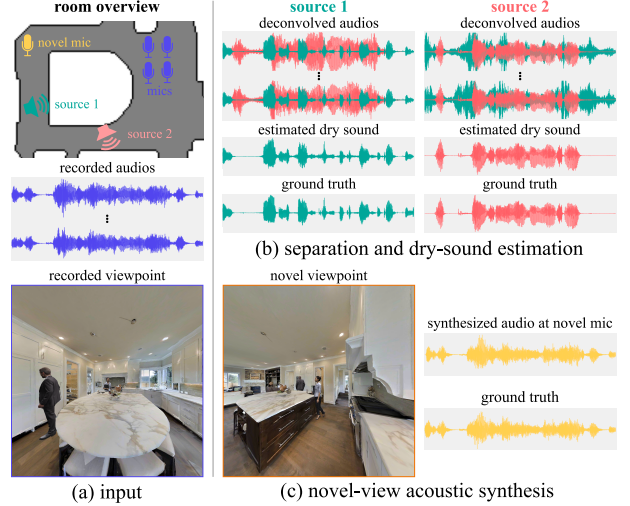 room overview
novel mic
mics
source 1
source 2
recorded audios
recorded viewpoint
(a) input
source 1
source 2
deconvolved audios
deconvolved audios
estimated dry sound
estimated dry sound
ground truth
ground truth
(b) separation and dry-sound estimation
novel viewpoint
synthesized audio at novel mic
ground truth
(c) novel-view acoustic synthesis